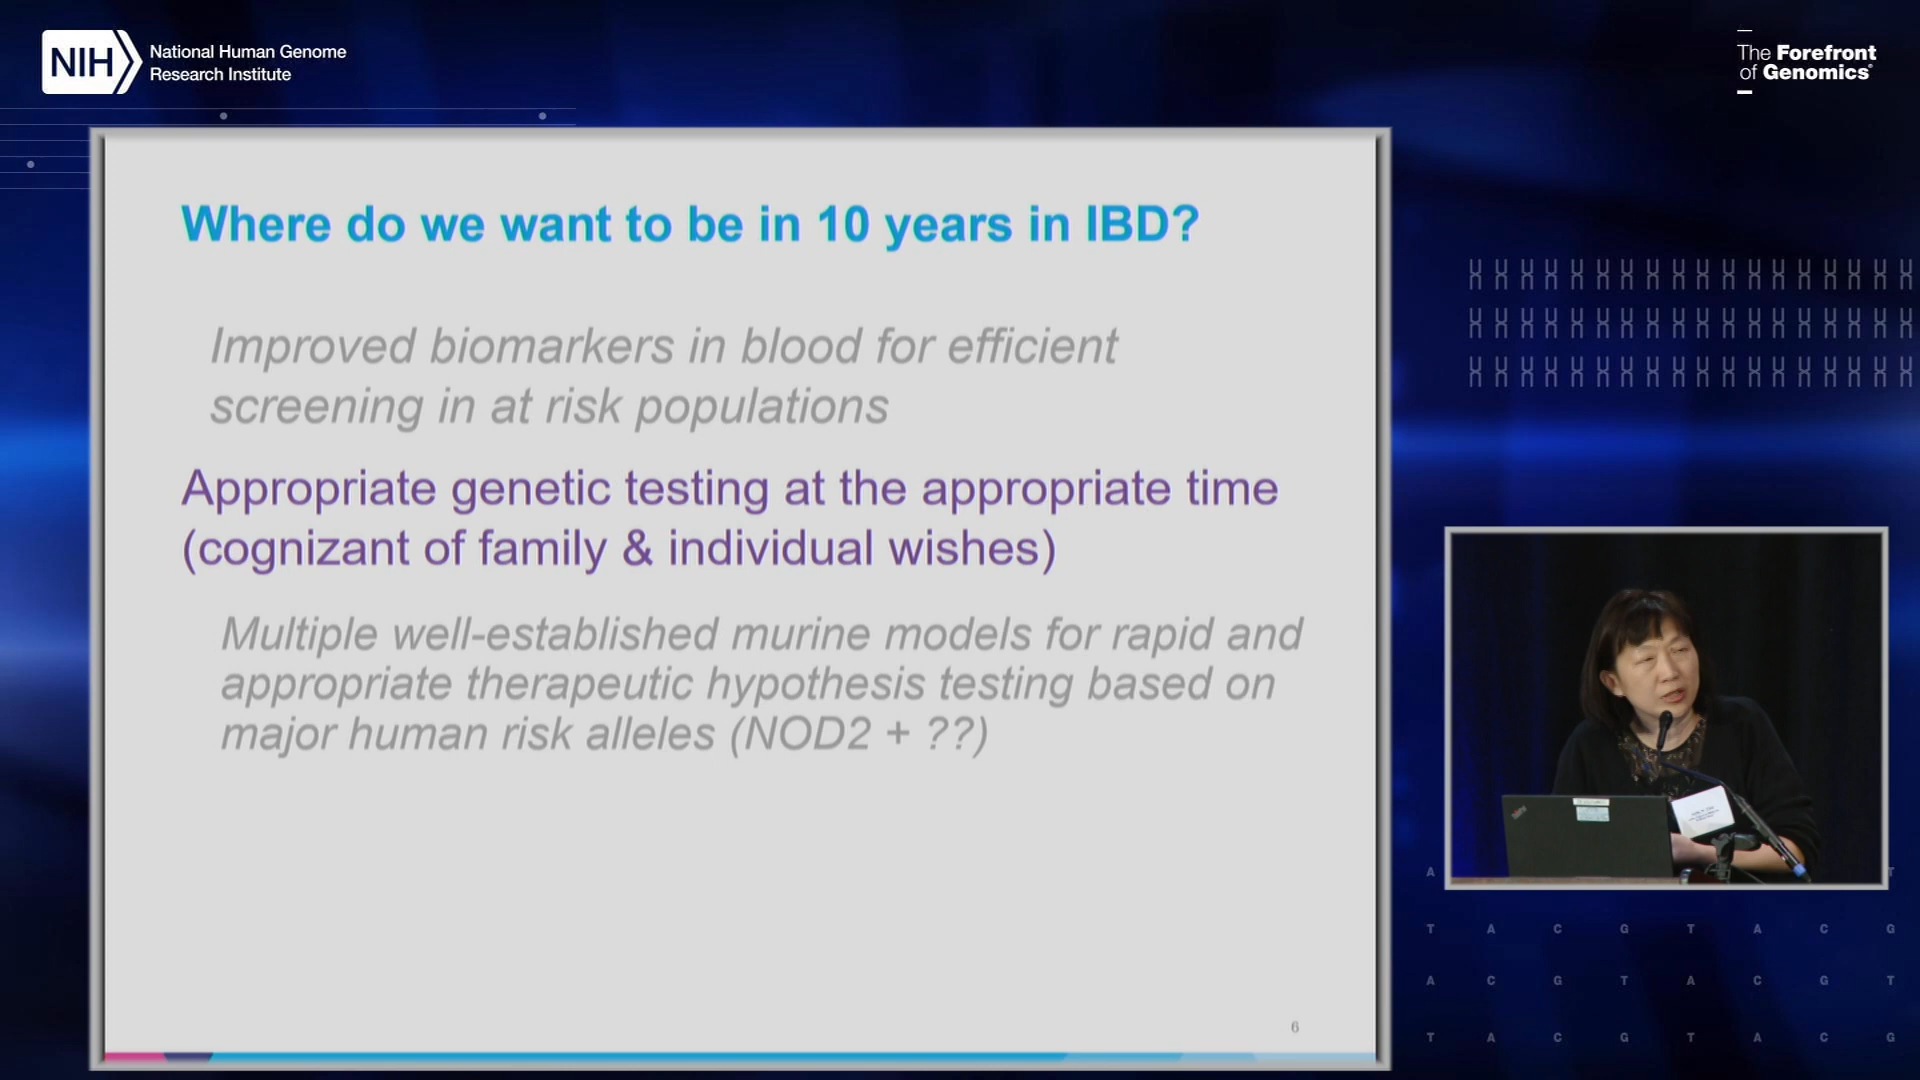 NIH
National Human Genome
Research Institute
The Forefront
of Genomics®
Where do we want to be in 10 years in IBD?
Improved biomarkers in blood for efficient
screening in at risk populations
Appropriate genetic testing at the appropriate time
(cognizant of family & individual wishes)
Multiple well-established murine models for rapid and
appropriate therapeutic hypothesis testing based on
major human risk alleles (NOD2 + ??)
6
A T
T A C G T A C G
A C G T A C G T
T A C G T A C G